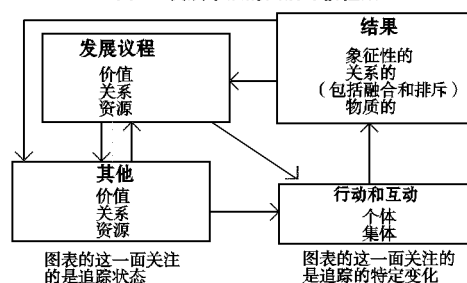 发展议程
价值
关系
资源
结果
象征性的
关系的
(包括融合和排斥)
物质的
其他
价值
关系
资源
行动和互动
个体
集体
图表的这一面关注
的是追踪状态
图表的这一面关注的
是追踪的特定变化